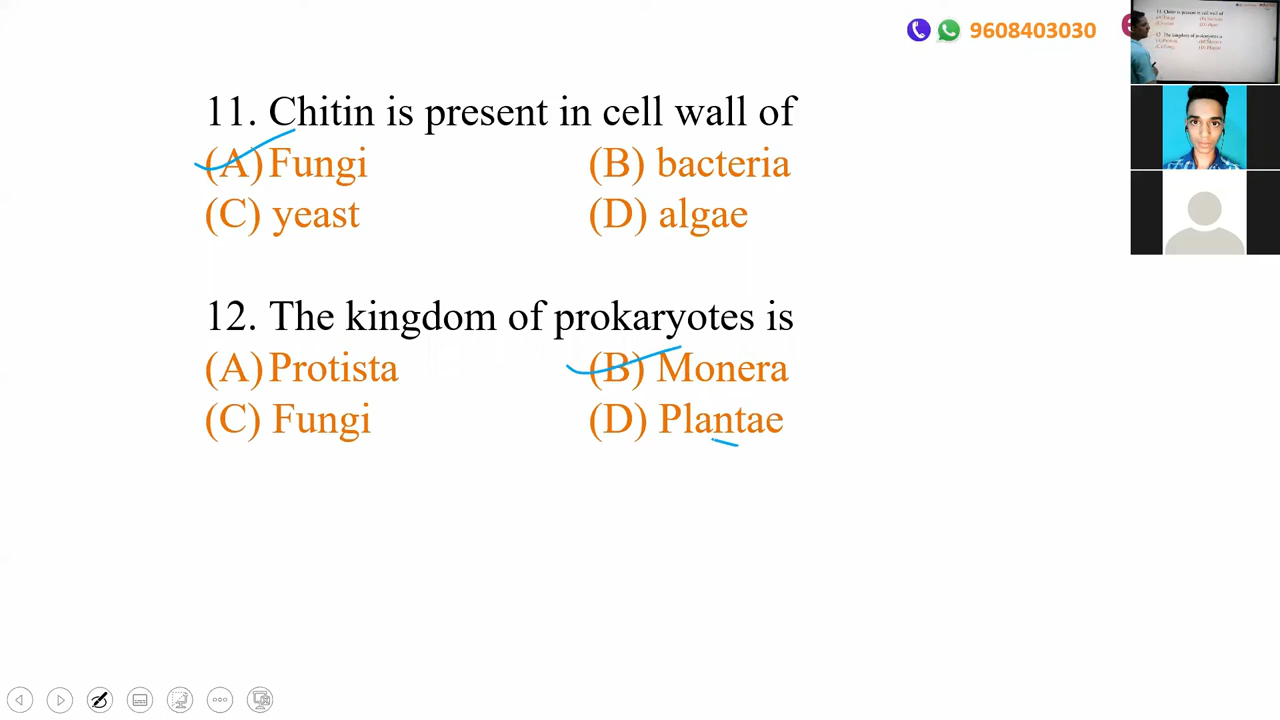 9608403030
11. Chitin is present in cell wall of
(A) Fungi (B) bacteria
(C) yeast (D) algae
12. The kingdom of prokaryotes is
(A) Protista (B) Monera
(C) Fungi (D) Plantae